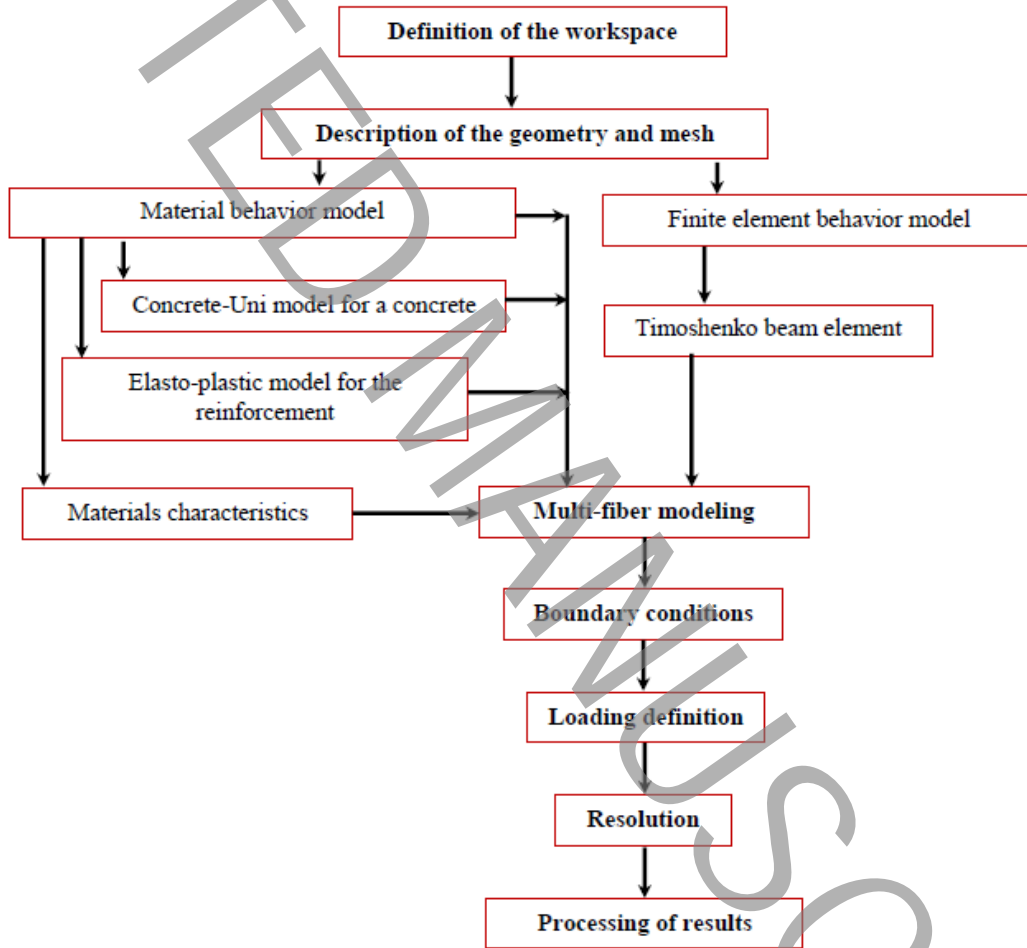 Definition of the workspace
Description of the geometry and mesh
Material behavior model
Finite element behavior model
Concrete-Uni model for a concrete
Timoshenko beam element
Elasto-plastic model for the
reinforcement
Materials characteristics
Multi-fiber modeling
Boundary conditions
Loading definition
Resolution
Processing of results
TED MANUSC